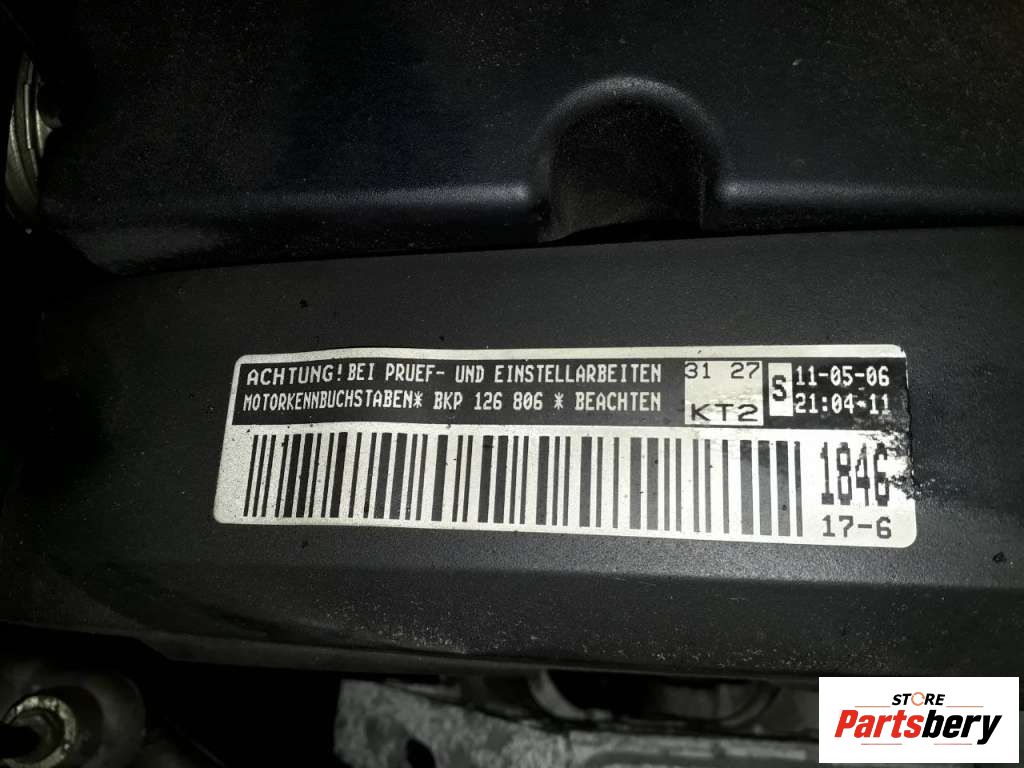 ACHTUNG! BEI PRUEF- UND EINSTELLARBEITEN
MOTORKENNBUCHSTABEN* BKP 126 806 * BEACHTEN
31 27
KT2
S
11-05-06
21:04-11
1846
17-6
STORE
Partsbery